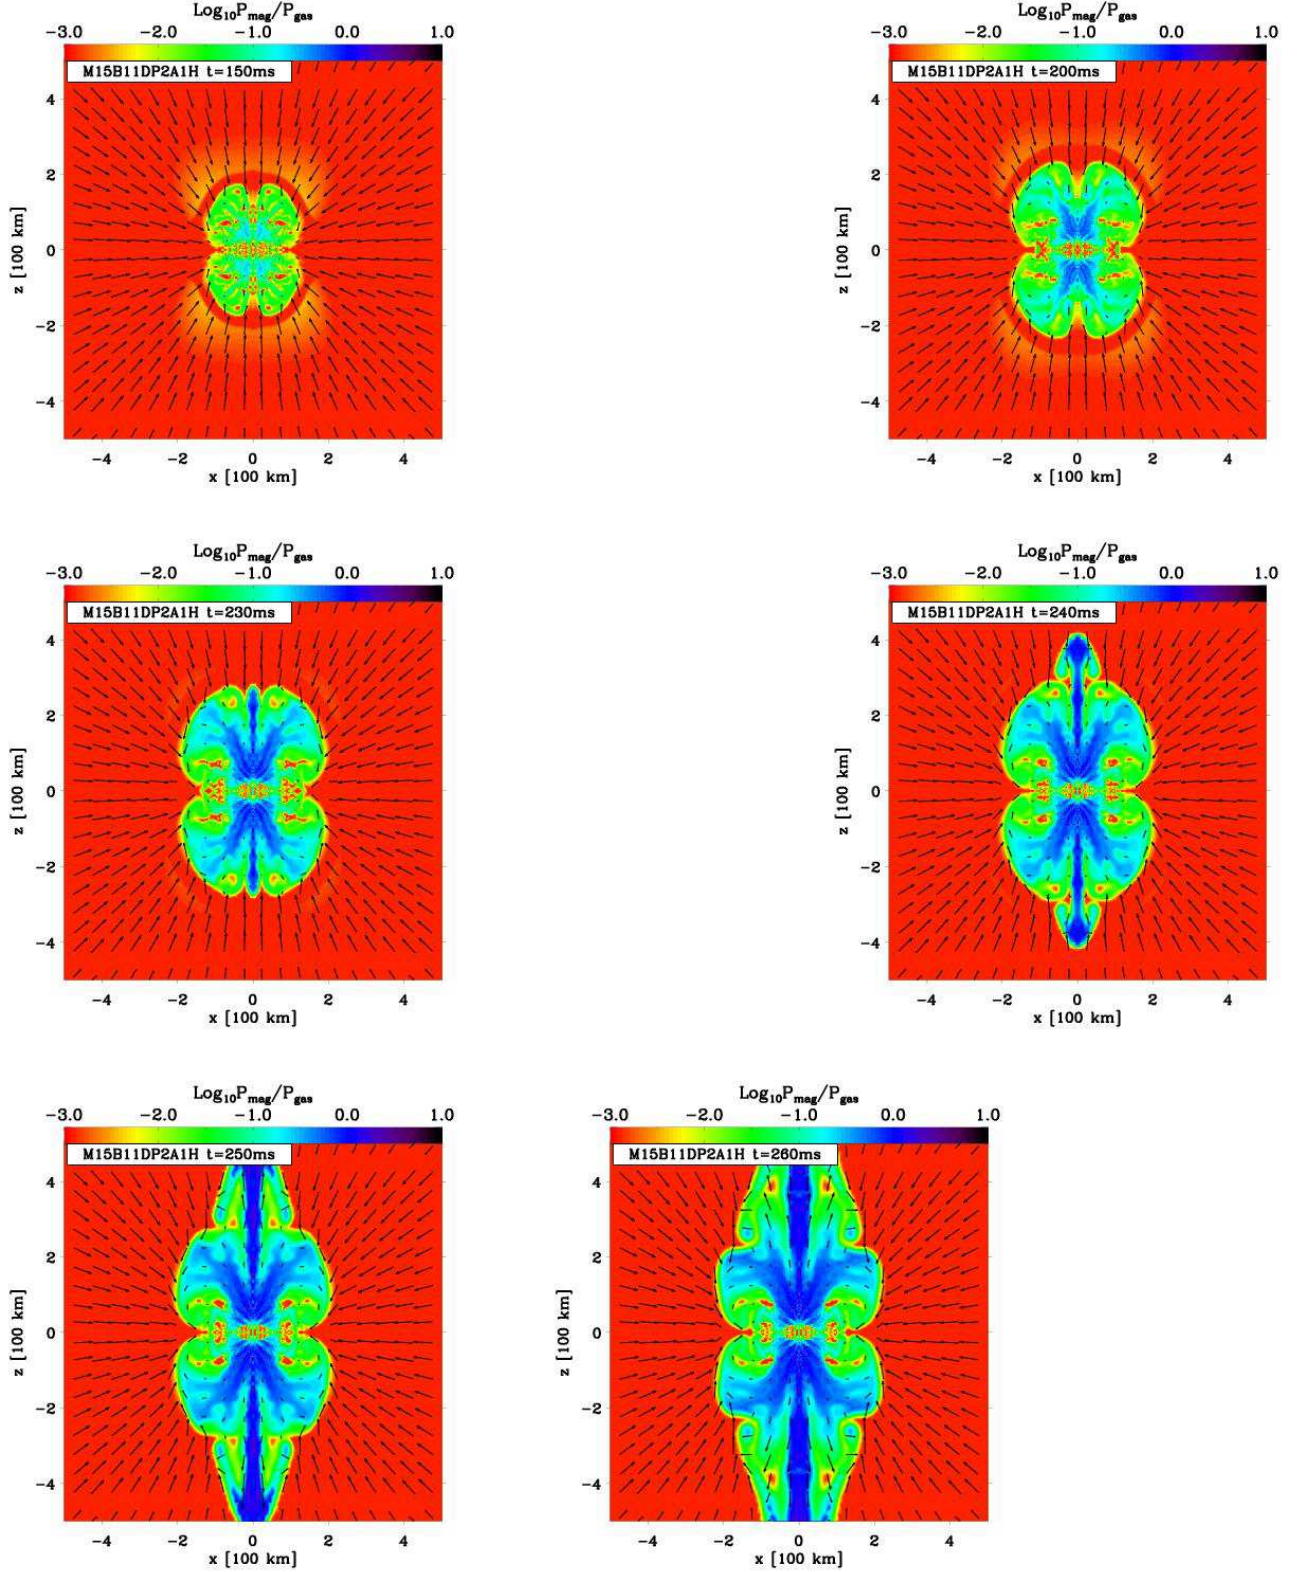 Log10Pmag/Pgas
-3.0 -2.0 -1.0 0.0 1.0
M15B11DP2A1H t=150ms
4
2
0
-2
-4
z [100 km]
-4 -2 0 2 4
x [100 km]
Log10Pmag/Pgas
-3.0 -2.0 -1.0 0.0 1.0
M15B11DP2A1H t=200ms
4
2
0
-2
-4
z [100 km]
-4 -2 0 2 4
x [100 km]
Log10Pmag/Pgas
-3.0 -2.0 -1.0 0.0 1.0
M15B11DP2A1H t=230ms
4
2
0
-2
-4
z [100 km]
-4 -2 0 2 4
x [100 km]
Log10Pmag/Pgas
-3.0 -2.0 -1.0 0.0 1.0
M15B11DP2A1H t=240ms
4
2
0
-2
-4
z [100 km]
-4 -2 0 2 4
x [100 km]
Log10Pmag/Pgas
-3.0 -2.0 -1.0 0.0 1.0
M15B11DP2A1H t=250ms
4
2
0
-2
-4
z [100 km]
-4 -2 0 2 4
x [100 km]
Log10Pmag/Pgas
-3.0 -2.0 -1.0 0.0 1.0
M15B11DP2A1H t=260ms
4
2
0
-2
-4
z [100 km]
-4 -2 0 2 4
x [100 km]